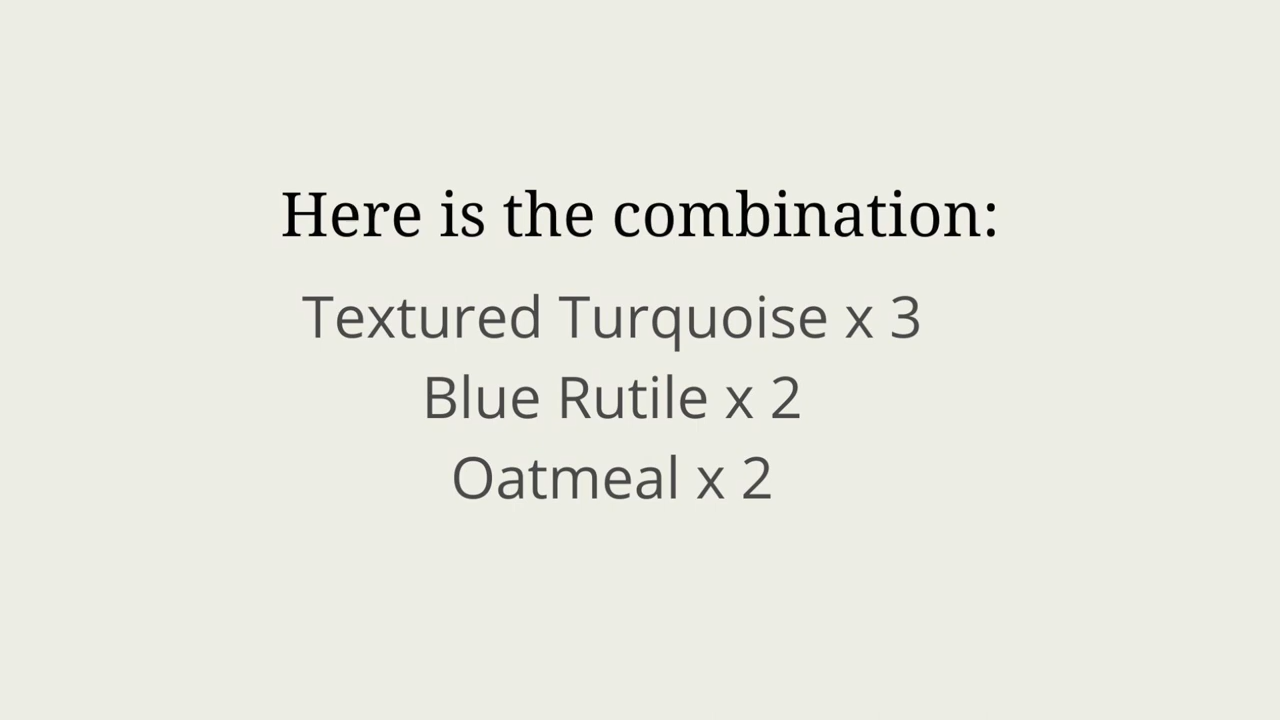 Here is the combination:
Textured Turquoise x 3
Blue Rutile x 2
Oatmeal x 2